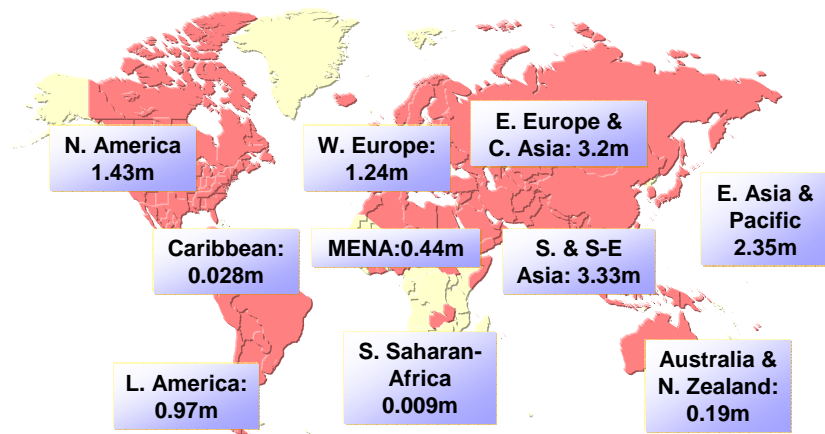 N. America
1.43m
W. Europe:
1.24m
E. Europe &
C. Asia: 3.2m
E. Asia &
Pacific
2.35m
Caribbean:
0.028m
MENA:0.44m
S. & S-E
Asia: 3.33m
L. America:
0.97m
S. Saharan-
Africa
0.009m
Australia &
N. Zealand:
0.19m